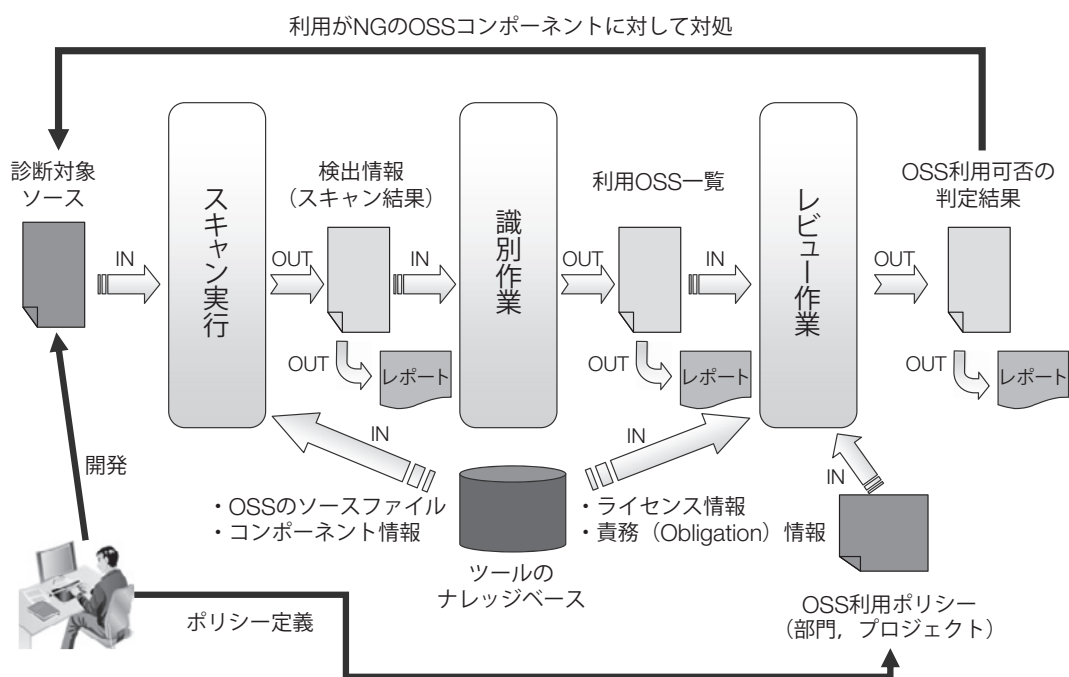 利用がNGのOSSコンポーネントに対して対処
診断対象
ソース
IN
スキャン実行
検出情報
（スキャン結果）
OUT
IN
OUT
レポート
識別作業
利用OSS一覧
OUT
IN
OUT
レポート
レビュー作業
OSS利用可否の
判定結果
OUT
OUT
レポート
開発
IN
・OSSのソースファイル
・コンポーネント情報
ツールの
ナレッジベース
IN
・ライセンス情報
・責務（Obligation）情報
IN
OSS利用ポリシー
（部門，プロジェクト）
ポリシー定義